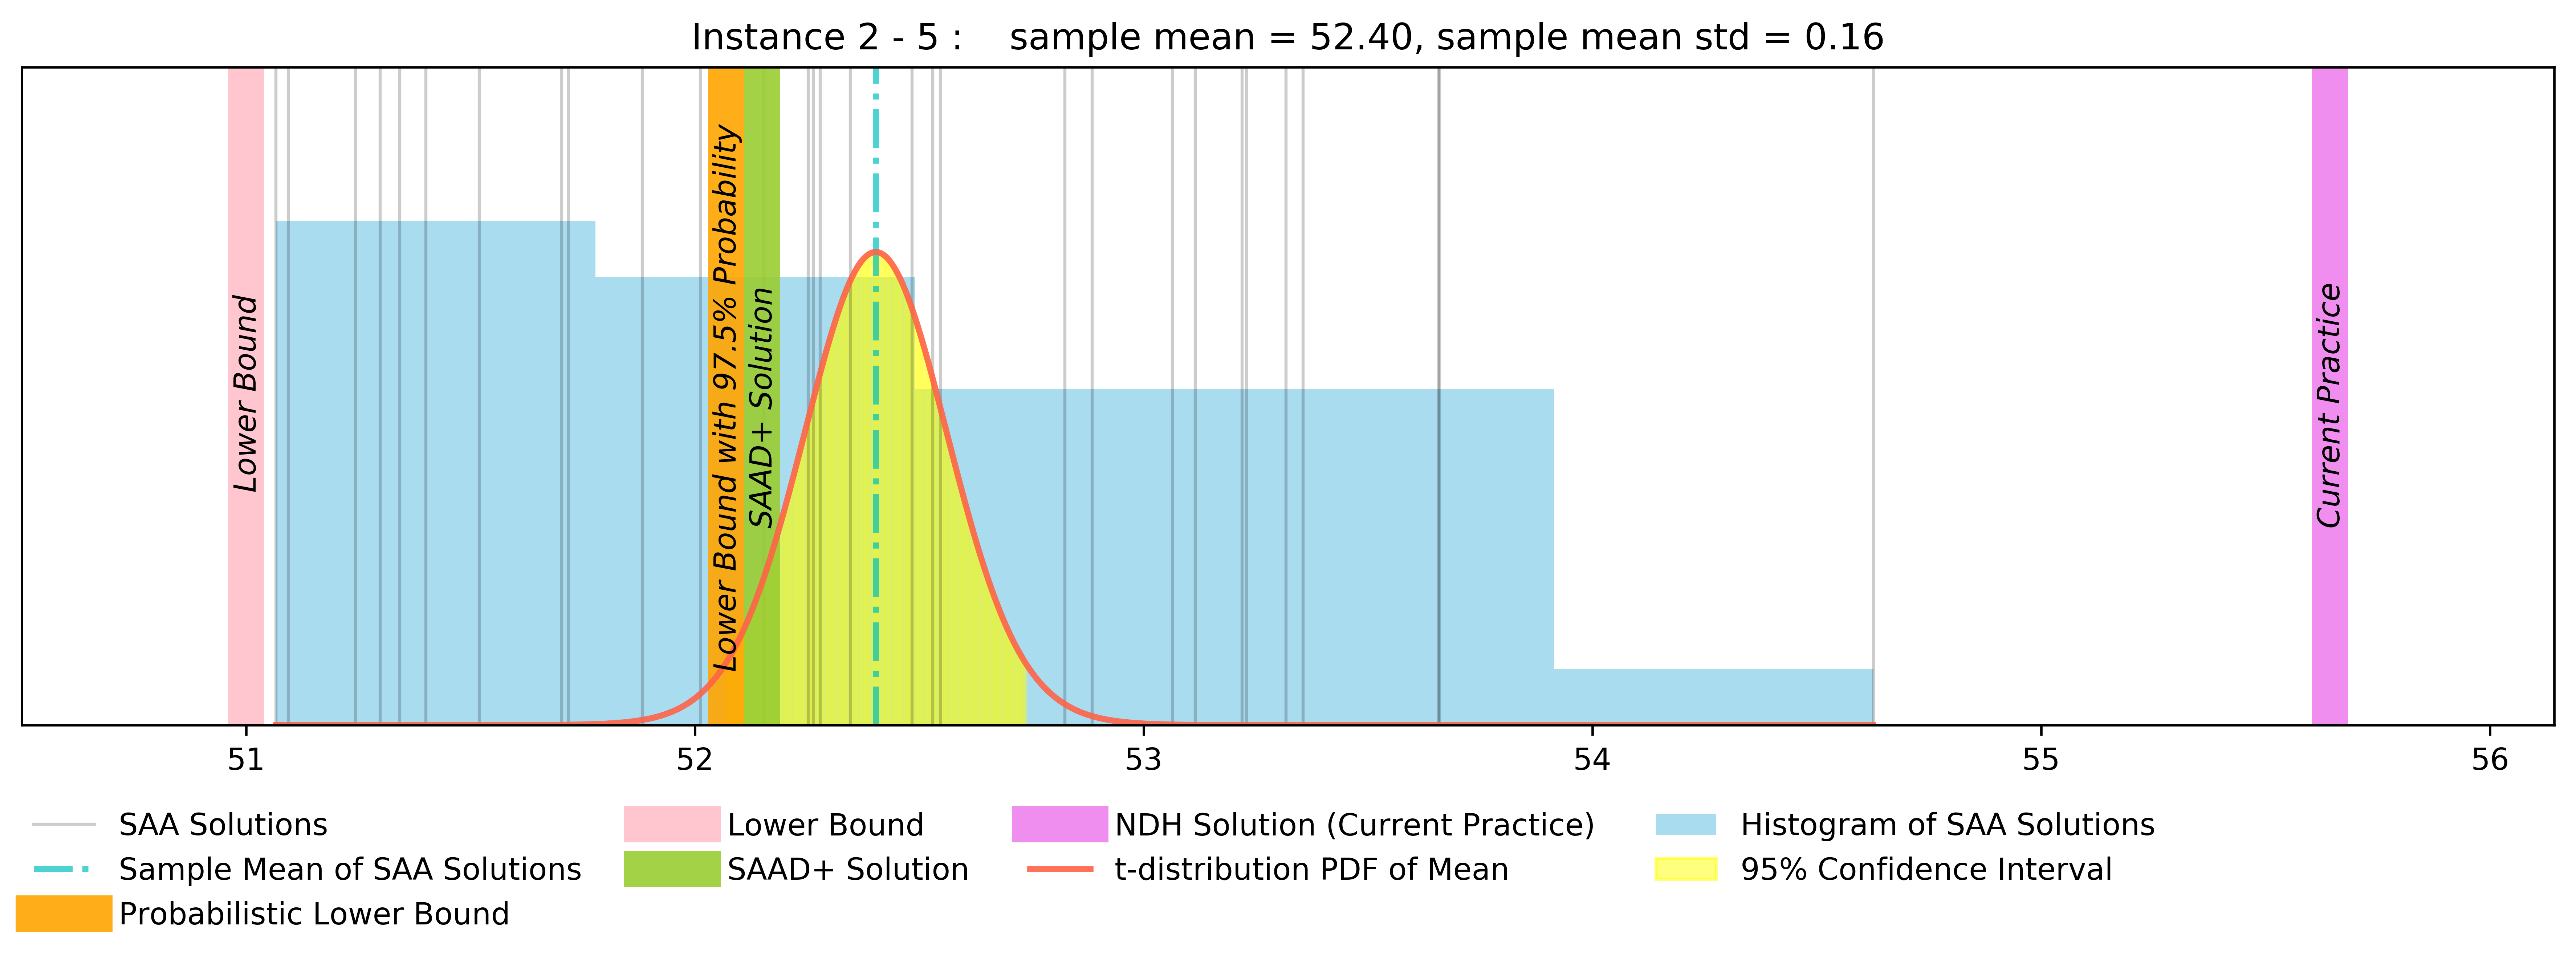 Instance 2 - 5 :    sample mean = 52.40, sample mean std = 0.16
Lower Bound
Lower Bound with 97.5% Probability
SAAD+ Solution
Current Practice
51 52 53 54 55 56
SAA Solutions
Sample Mean of SAA Solutions
Probabilistic Lower Bound
Lower Bound
SAAD+ Solution
NDH Solution (Current Practice)
t-distribution PDF of Mean
Histogram of SAA Solutions
95% Confidence Interval